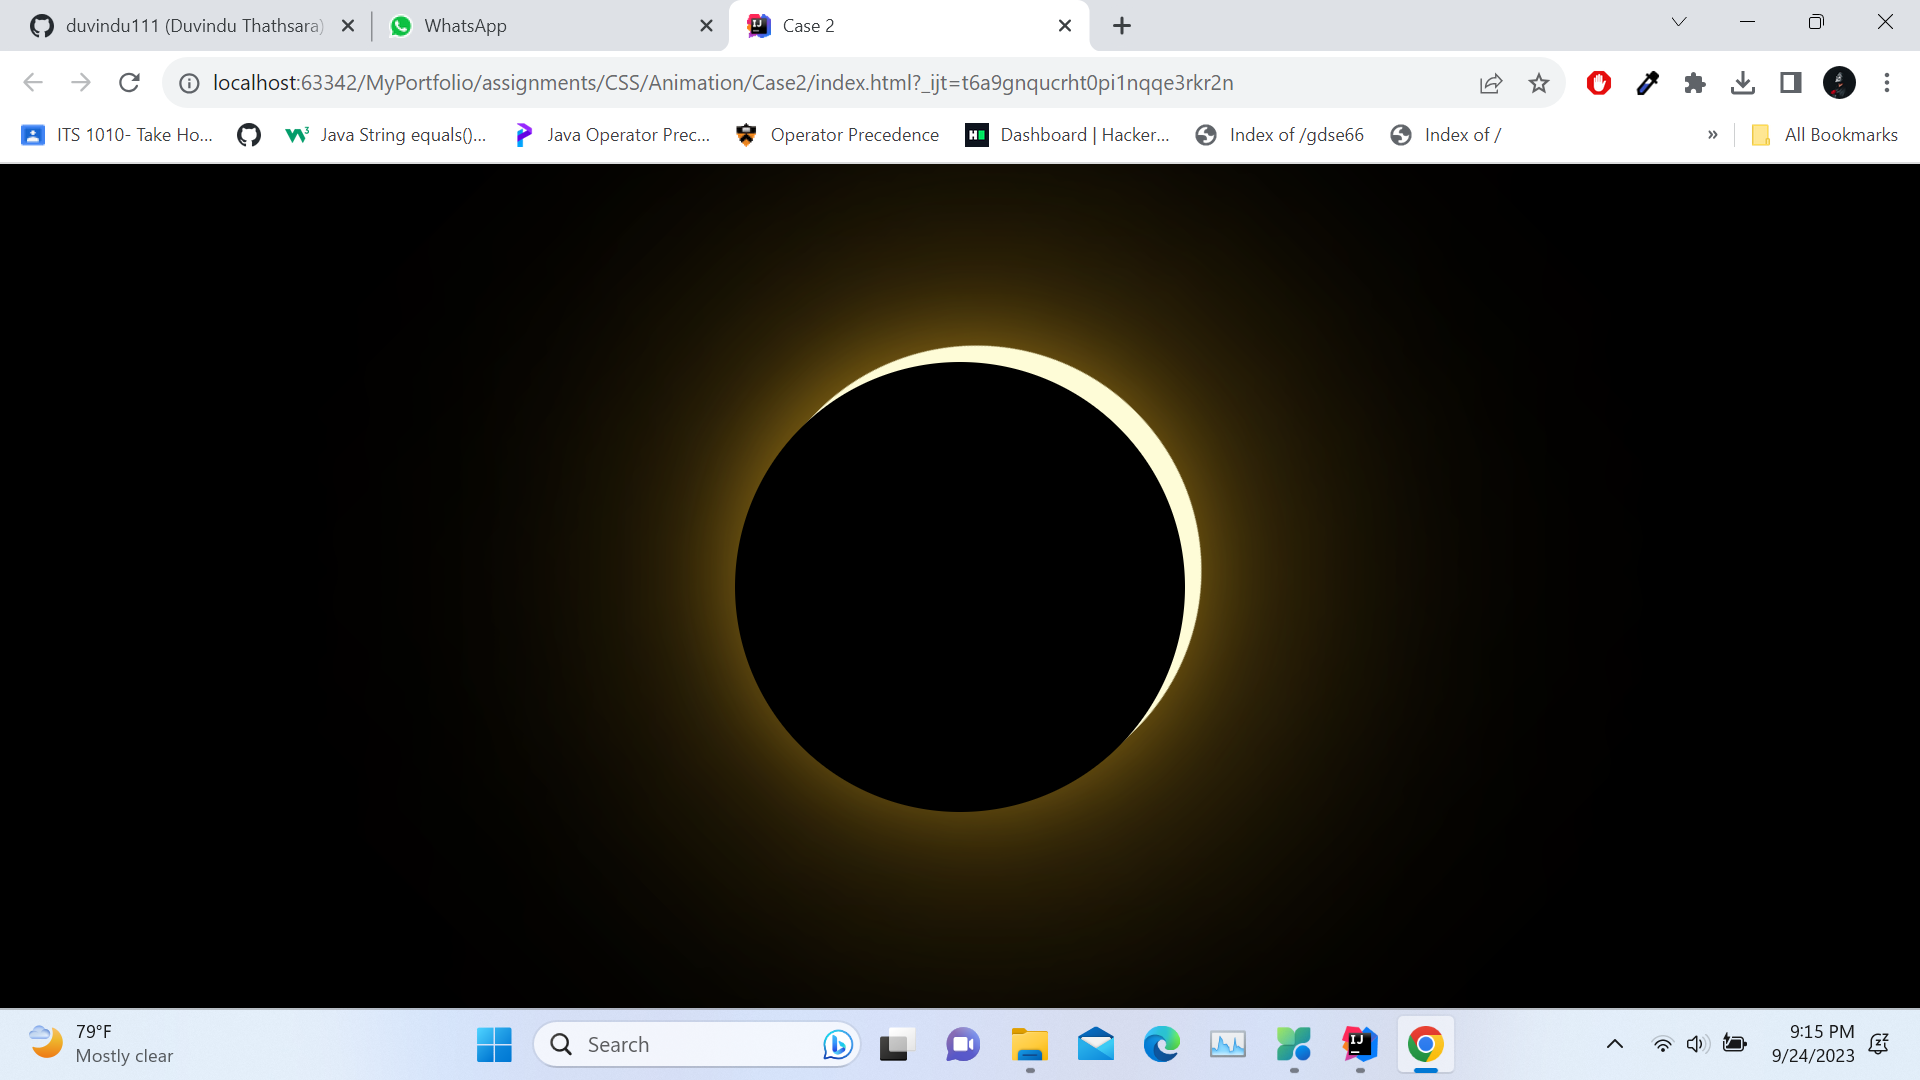 duvindu111 (Duvindu Thathsara)
WhatsApp
Case 2
localhost:63342/MyPortfolio/assignments/CSS/Animation/Case2/index.html?_ijt=t6a9gnqucrht0pi1nqqe3rkr2n
ITS 1010- Take Ho...
Java String equals()...
Java Operator Prec...
Operator Precedence
Dashboard | Hacker...
Index of /gdse66
Index of /
»
All Bookmarks
79°F
Mostly clear
Search
9:15 PM
9/24/2023